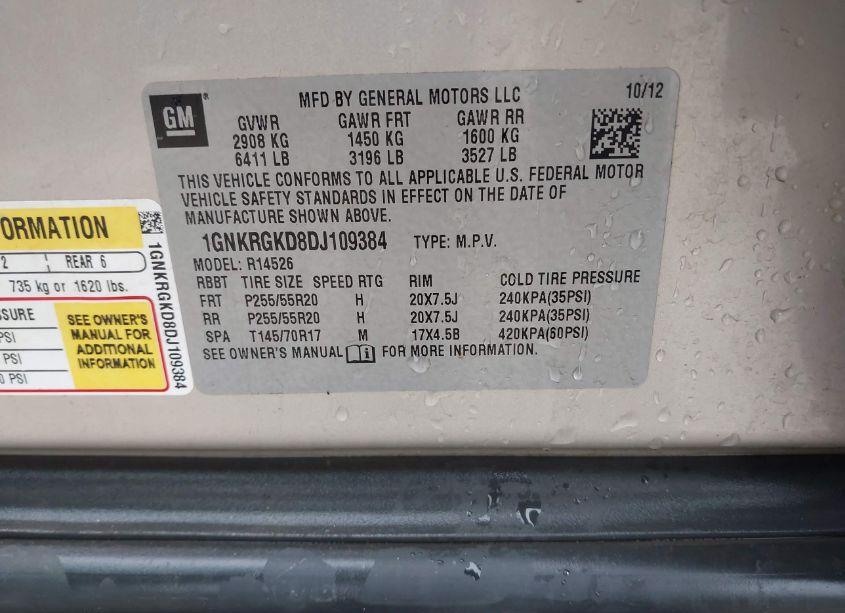 GM
®
MFD BY GENERAL MOTORS LLC
10/12
GVWR GAWR FRT GAWR RR
2908 KG 1450 KG 1600 KG
6411 LB 3196 LB 3527 LB
THIS VEHICLE CONFORMS TO ALL APPLICABLE U.S. FEDERAL MOTOR
VEHICLE SAFETY STANDARDS IN EFFECT ON THE DATE OF
MANUFACTURE SHOWN ABOVE.
1GNKRGKD8DJ109384 TYPE: M.P.V.
MODEL: R14526
RBBT TIRE SIZE SPEED RTG RIM COLD TIRE PRESSURE
FRT P255/55R20 H 20X7.5J 240KPA(35PSI)
RR P255/55R20 H 20X7.5J 240KPA(35PSI)
SPA T145/70R17 M 17X4.5B 420KPA(60PSI)
SEE OWNER'S MANUAL FOR MORE INFORMATION.
ORMATION
2 REAR 6
735 kg or 1620 lbs.
SSURE
PSI
PSI
0 PSI
SEE OWNER'S
MANUAL FOR
ADDITIONAL
INFORMATION
1GNKRGKD8DJ109384